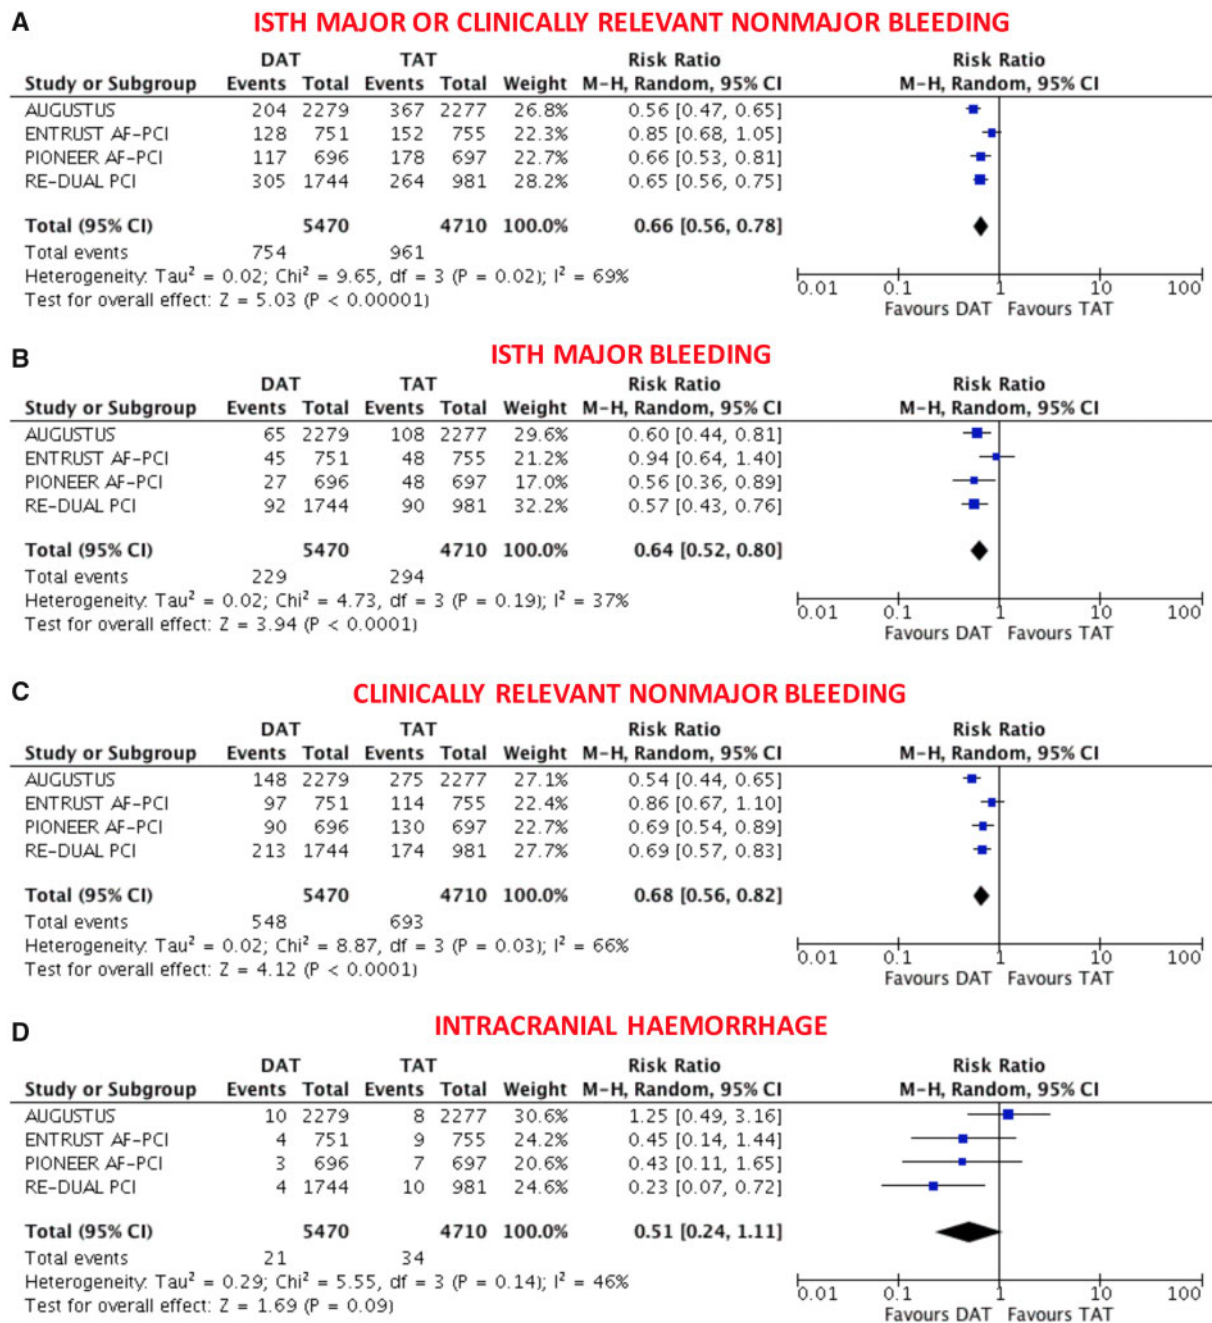 A ISTH MAJOR OR CLINICALLY RELEVANT NONMAJOR BLEEDING
DAT TAT Risk Ratio Risk Ratio
Study or Subgroup Events Total Events Total Weight M-H, Random, 95% CI M-H, Random, 95% CI
AUGUSTUS 204 2279 367 2277 26.8% 0.56 [0.47, 0.65]
ENTRUST AF-PCI 128 751 152 755 22.3% 0.85 [0.68, 1.05]
PIONEER AF-PCI 117 696 178 697 22.7% 0.66 [0.53, 0.81]
RE-DUAL PCI 305 1744 264 981 28.2% 0.65 [0.56, 0.75]
Total (95% CI) 5470 4710 100.0% 0.66 [0.56, 0.78]
Total events 754 961
Heterogeneity: Tau² = 0.02; Chi² = 9.65, df = 3 (P = 0.02); I² = 69%
Test for overall effect: Z = 5.03 (P < 0.00001)
0.01 0.1 1 10 100
Favours DAT Favours TAT
B ISTH MAJOR BLEEDING
DAT TAT Risk Ratio Risk Ratio
Study or Subgroup Events Total Events Total Weight M-H, Random, 95% CI M-H, Random, 95% CI
AUGUSTUS 65 2279 108 2277 29.6% 0.60 [0.44, 0.81]
ENTRUST AF-PCI 45 751 48 755 21.2% 0.94 [0.64, 1.40]
PIONEER AF-PCI 27 696 48 697 17.0% 0.56 [0.36, 0.89]
RE-DUAL PCI 92 1744 90 981 32.2% 0.57 [0.43, 0.76]
Total (95% CI) 5470 4710 100.0% 0.64 [0.52, 0.80]
Total events 229 294
Heterogeneity: Tau² = 0.02; Chi² = 4.73, df = 3 (P = 0.19); I² = 37%
Test for overall effect: Z = 3.94 (P < 0.0001)
0.01 0.1 1 10 100
Favours DAT Favours TAT
C CLINICALLY RELEVANT NONMAJOR BLEEDING
DAT TAT Risk Ratio Risk Ratio
Study or Subgroup Events Total Events Total Weight M-H, Random, 95% CI M-H, Random, 95% CI
AUGUSTUS 148 2279 275 2277 27.1% 0.54 [0.44, 0.65]
ENTRUST AF-PCI 97 751 114 755 22.4% 0.86 [0.67, 1.10]
PIONEER AF-PCI 90 696 130 697 22.7% 0.69 [0.54, 0.89]
RE-DUAL PCI 213 1744 174 981 27.7% 0.69 [0.57, 0.83]
Total (95% CI) 5470 4710 100.0% 0.68 [0.56, 0.82]
Total events 548 693
Heterogeneity: Tau² = 0.02; Chi² = 8.87, df = 3 (P = 0.03); I² = 66%
Test for overall effect: Z = 4.12 (P < 0.0001)
0.01 0.1 1 10 100
Favours DAT Favours TAT
D INTRACRANIAL HAEMORRHAGE
DAT TAT Risk Ratio Risk Ratio
Study or Subgroup Events Total Events Total Weight M-H, Random, 95% CI M-H, Random, 95% CI
AUGUSTUS 10 2279 8 2277 30.6% 1.25 [0.49, 3.16]
ENTRUST AF-PCI 4 751 9 755 24.2% 0.45 [0.14, 1.44]
PIONEER AF-PCI 3 696 7 697 20.6% 0.43 [0.11, 1.65]
RE-DUAL PCI 4 1744 10 981 24.6% 0.23 [0.07, 0.72]
Total (95% CI) 5470 4710 100.0% 0.51 [0.24, 1.11]
Total events 21 34
Heterogeneity: Tau² = 0.29; Chi² = 5.55, df = 3 (P = 0.14); I² = 46%
Test for overall effect: Z = 1.69 (P = 0.09)
0.01 0.1 1 10 100
Favours DAT Favours TAT